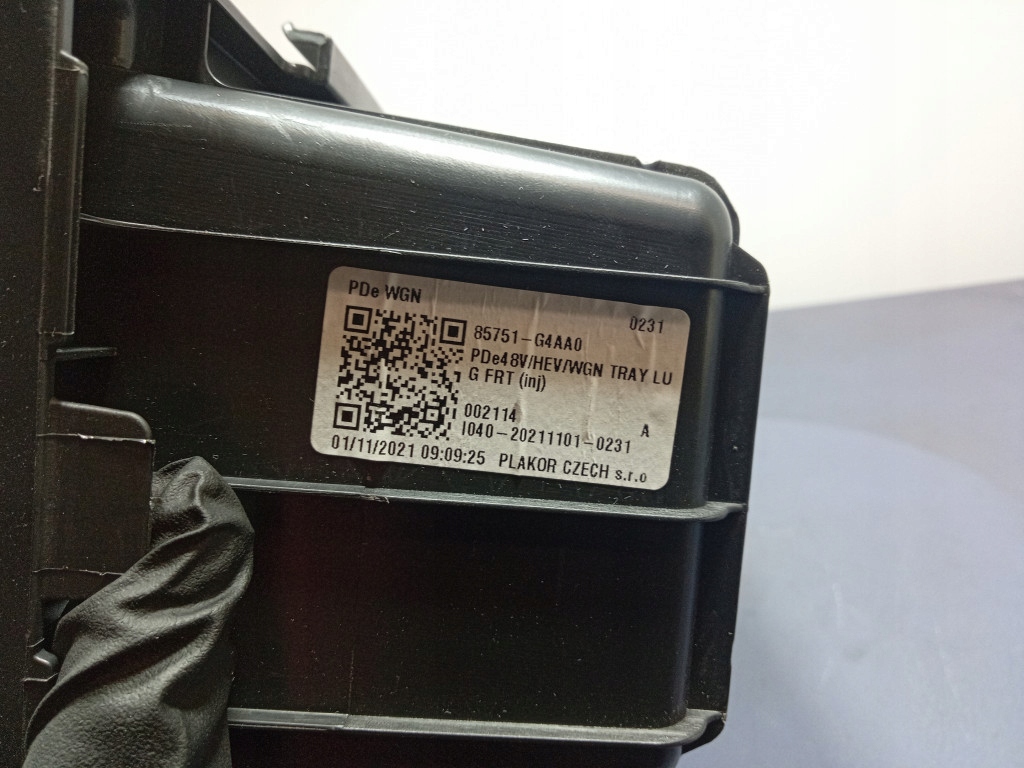 PDe WGN 0231
85751-G4AA0
PDe48V/HEV/WGN TRAY LU
G FRT (inj)
002114 A
I040-20211101-0231
01/11/2021 09:09:25 PLAKOR CZECH s.r.o